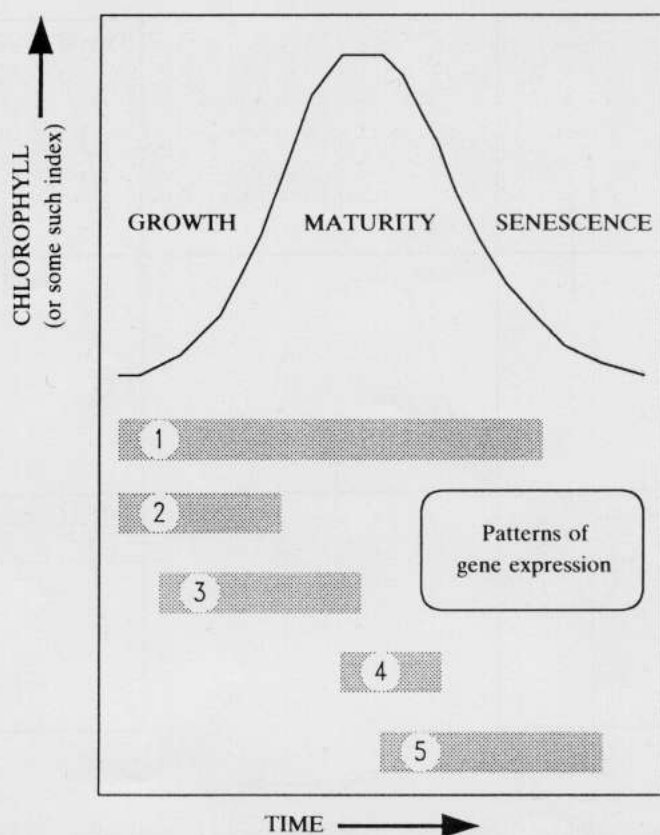 CHLOROPHYLL
(or some such index)
GROWTH MATURITY SENESCENCE
1
2
Patterns of
gene expression
3
4
5
TIME